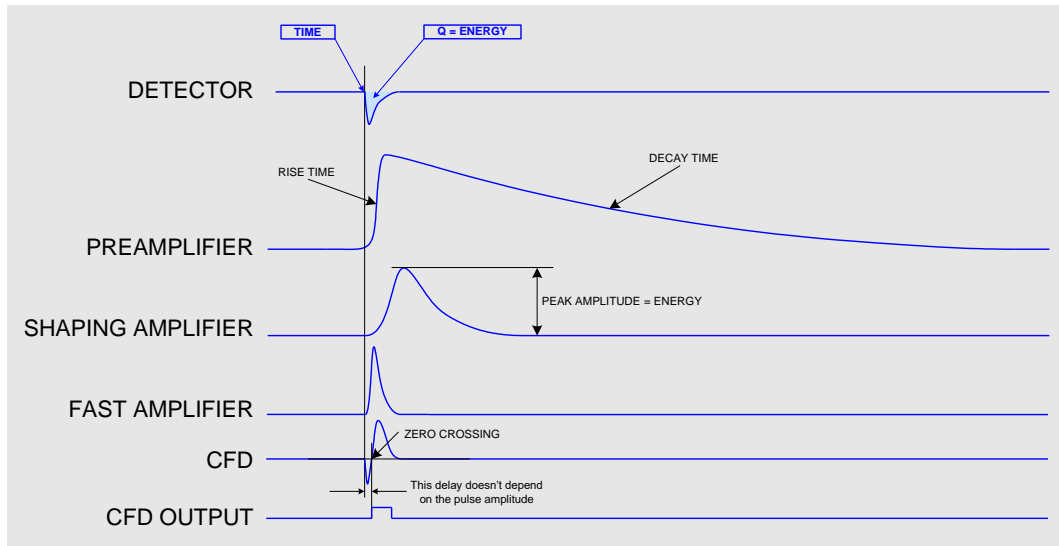 TIME
Q = ENERGY
DETECTOR
RISE TIME
DECAY TIME
PREAMPLIFIER
PEAK AMPLITUDE = ENERGY
SHAPING AMPLIFIER
FAST AMPLIFIER
ZERO CROSSING
CFD
This delay doesn't depend
on the pulse amplitude
CFD OUTPUT